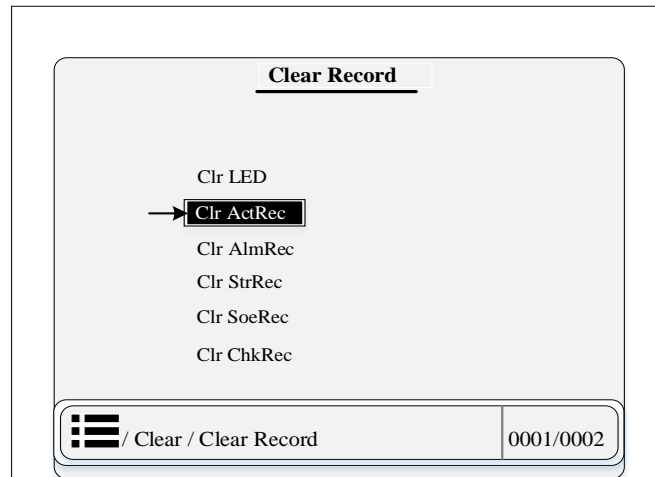 Clear Record
Clr LED
Clr ActRec
Clr AlmRec
Clr StrRec
Clr SoeRec
Clr ChkRec
/ Clear / Clear Record 0001/0002